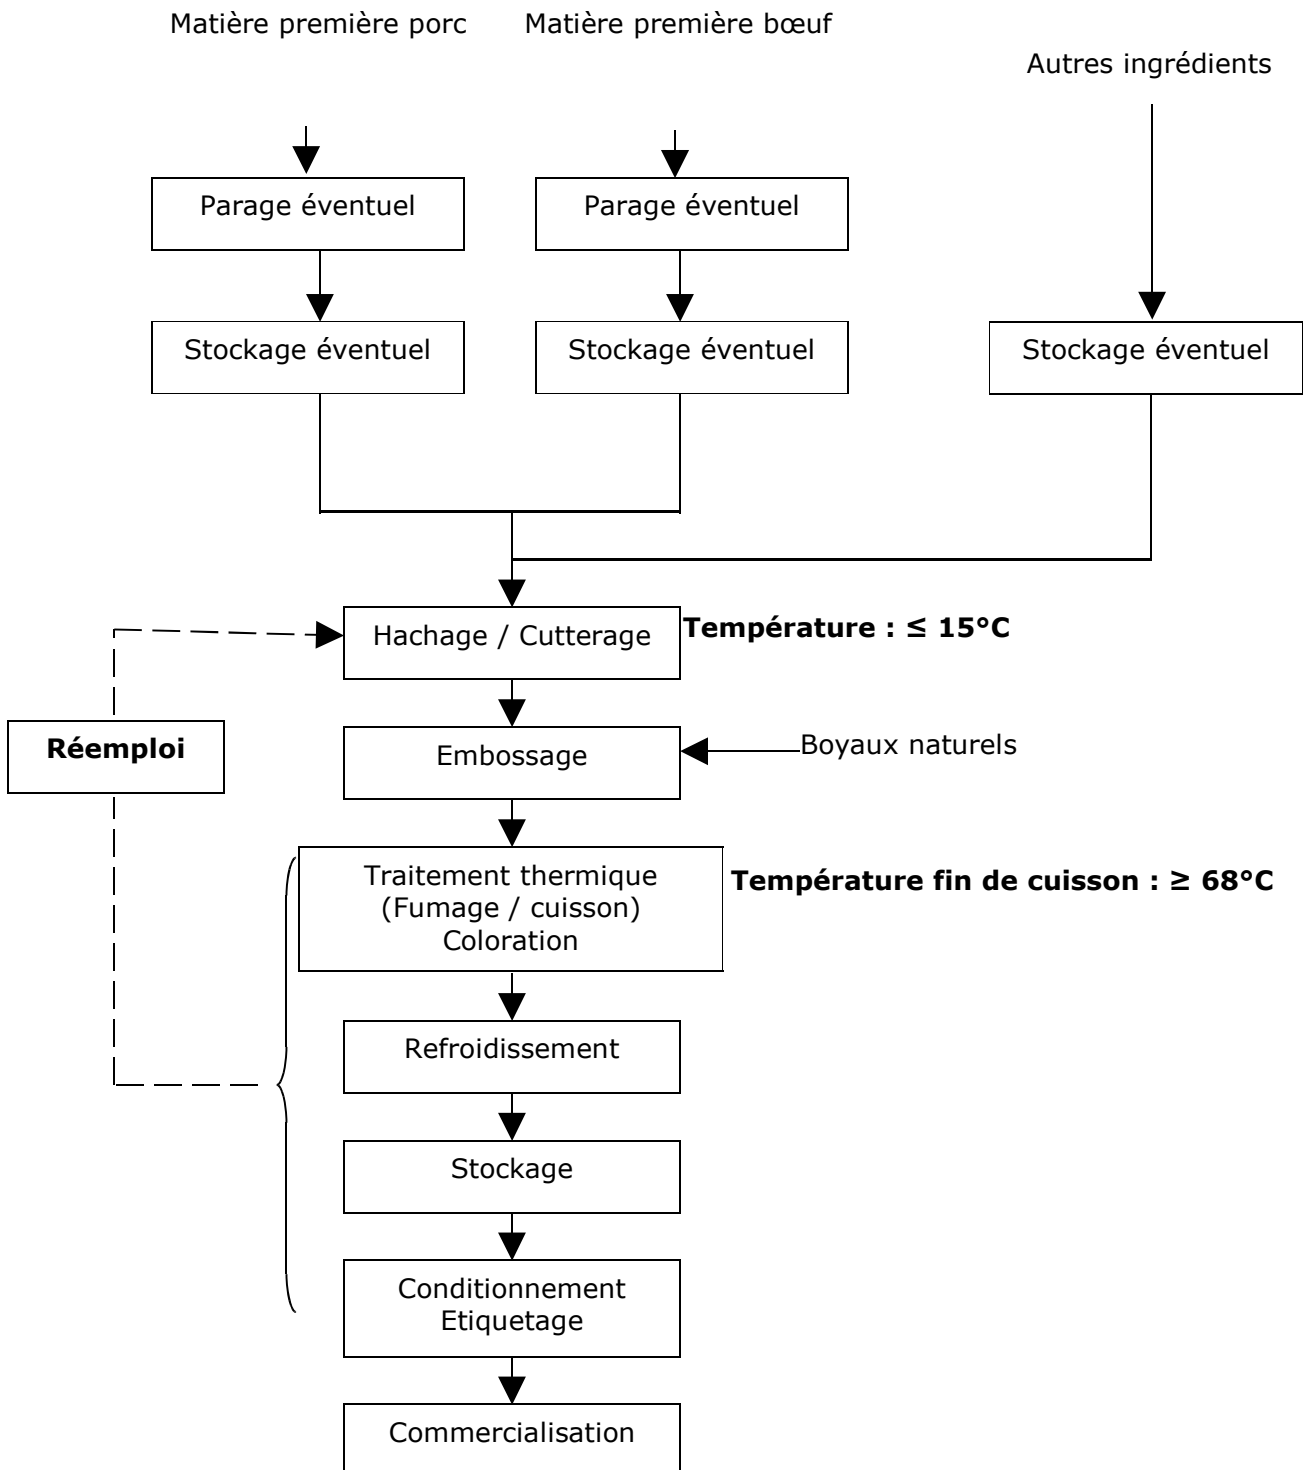 Matière première porc
Matière première bœuf
Autres ingrédients
Parage éventuel
Parage éventuel
Stockage éventuel
Stockage éventuel
Stockage éventuel
Hachage / Cutterage
Température : ≤ 15°C
Réemploi
Embossage
Boyaux naturels
Traitement thermique
(Fumage / cuisson)
Coloration
Température fin de cuisson : ≥ 68°C
Refroidissement
Stockage
Conditionnement
Etiquetage
Commercialisation